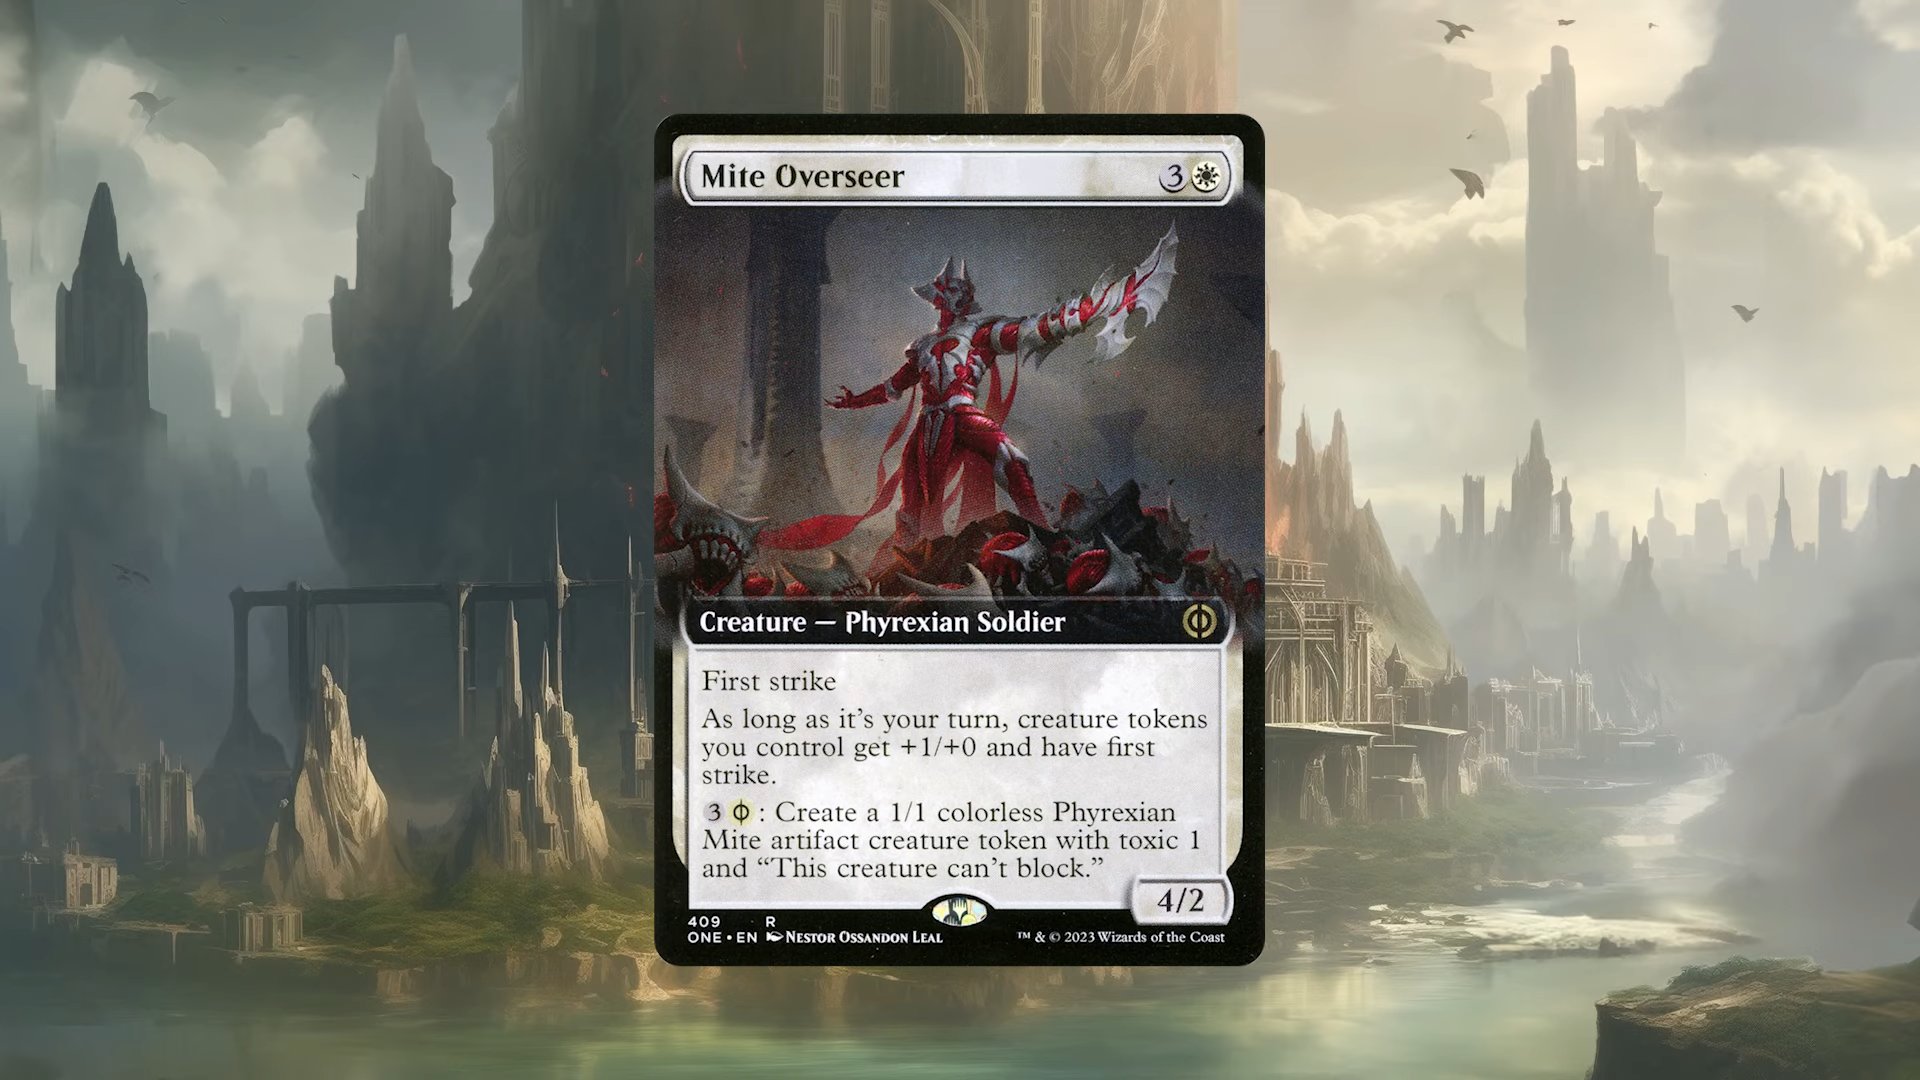 Mite Overseer 3
Creature — Phyrexian Soldier
First strike
As long as it's your turn, creature tokens
you control get +1/+0 and have first
strike.
3 : Create a 1/1 colorless Phyrexian
Mite artifact creature token with toxic 1
and “This creature can't block.”
4/2
409 R
ONE • EN Nestor Ossandon Leal
™ & © 2023 Wizards of the Coast